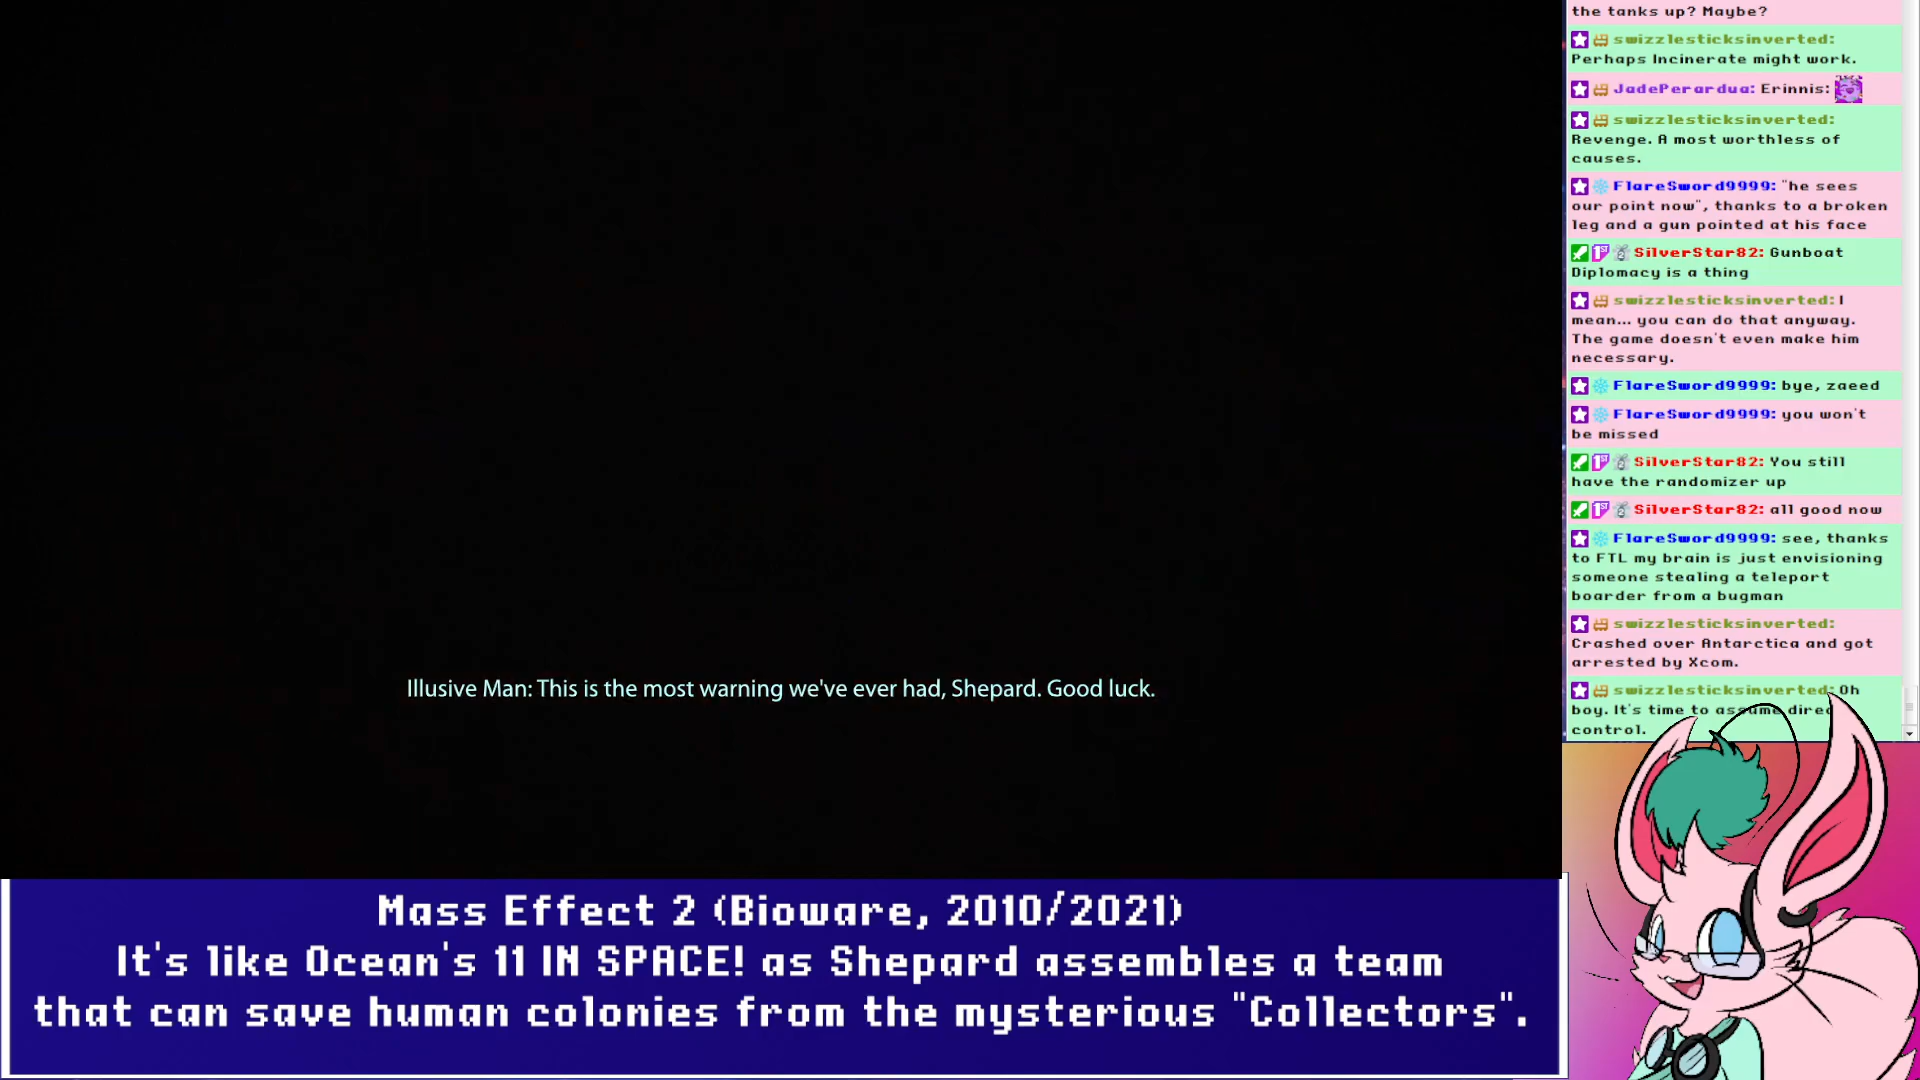 the tanks up? Maybe?
swizzlesticksinverted:
Perhaps Incinerate might work.
JadePerardua: Erinnis:
swizzlesticksinverted:
Revenge. A most worthless of
causes.
FlareSword9999: "he sees
our point now", thanks to a broken
leg and a gun pointed at his face
1ST SilverStar82: Gunboat
Diplomacy is a thing
swizzlesticksinverted: I
mean... you can do that anyway.
The game doesn't even make him
necessary.
FlareSword9999: bye, zaeed
FlareSword9999: you won't
be missed
1ST SilverStar82: You still
have the randomizer up
1ST SilverStar82: all good now
FlareSword9999: see, thanks
to FTL my brain is just envisioning
someone stealing a teleport
boarder from a bugman
swizzlesticksinverted:
Crashed over Antarctica and got
arrested by Xcom.
swizzlesticksinverted: Oh
boy. It's time to assume direc
control.
Illusive Man: This is the most warning we've ever had, Shepard. Good luck.
Mass Effect 2 (Bioware, 2010/2021)
It's like Ocean's 11 IN SPACE! as Shepard assembles a team
that can save human colonies from the mysterious "Collectors".